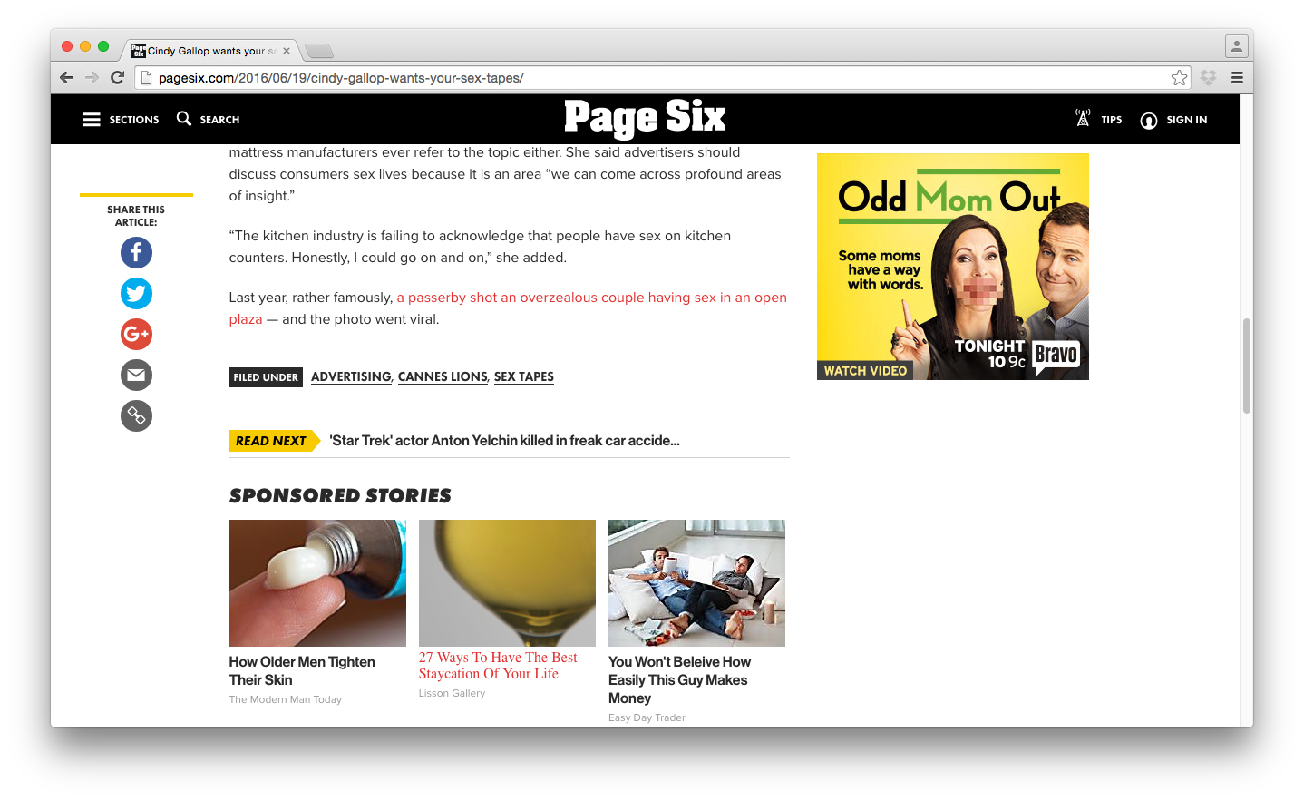 Page Six
Cindy Gallop wants your se
pagesix.com/2016/06/19/cindy-gallop-wants-your-sex-tapes/
SECTIONS
SEARCH
Page Six
TIPS
SIGN IN
SHARE THIS
ARTICLE:
mattress manufacturers ever refer to the topic either. She said advertisers should
discuss consumers sex lives because it is an area “we can come across profound areas
of insight.”
“The kitchen industry is failing to acknowledge that people have sex on kitchen
counters. Honestly, I could go on and on,” she added.
Last year, rather famously, a passerby shot an overzealous couple having sex in an open
plaza — and the photo went viral.
FILED UNDER ADVERTISING, CANNES LIONS, SEX TAPES
READ NEXT 'Star Trek' actor Anton Yelchin killed in freak car accide...
SPONSORED STORIES
How Older Men Tighten
Their Skin
The Modern Man Today
27 Ways To Have The Best
Staycation Of Your Life
Lisson Gallery
You Won't Beleive How
Easily This Guy Makes
Money
Easy Day Trader
Odd Mom Out
Some moms
have a way
with words.
TONIGHT
10 9c
Bravo
WATCH VIDEO